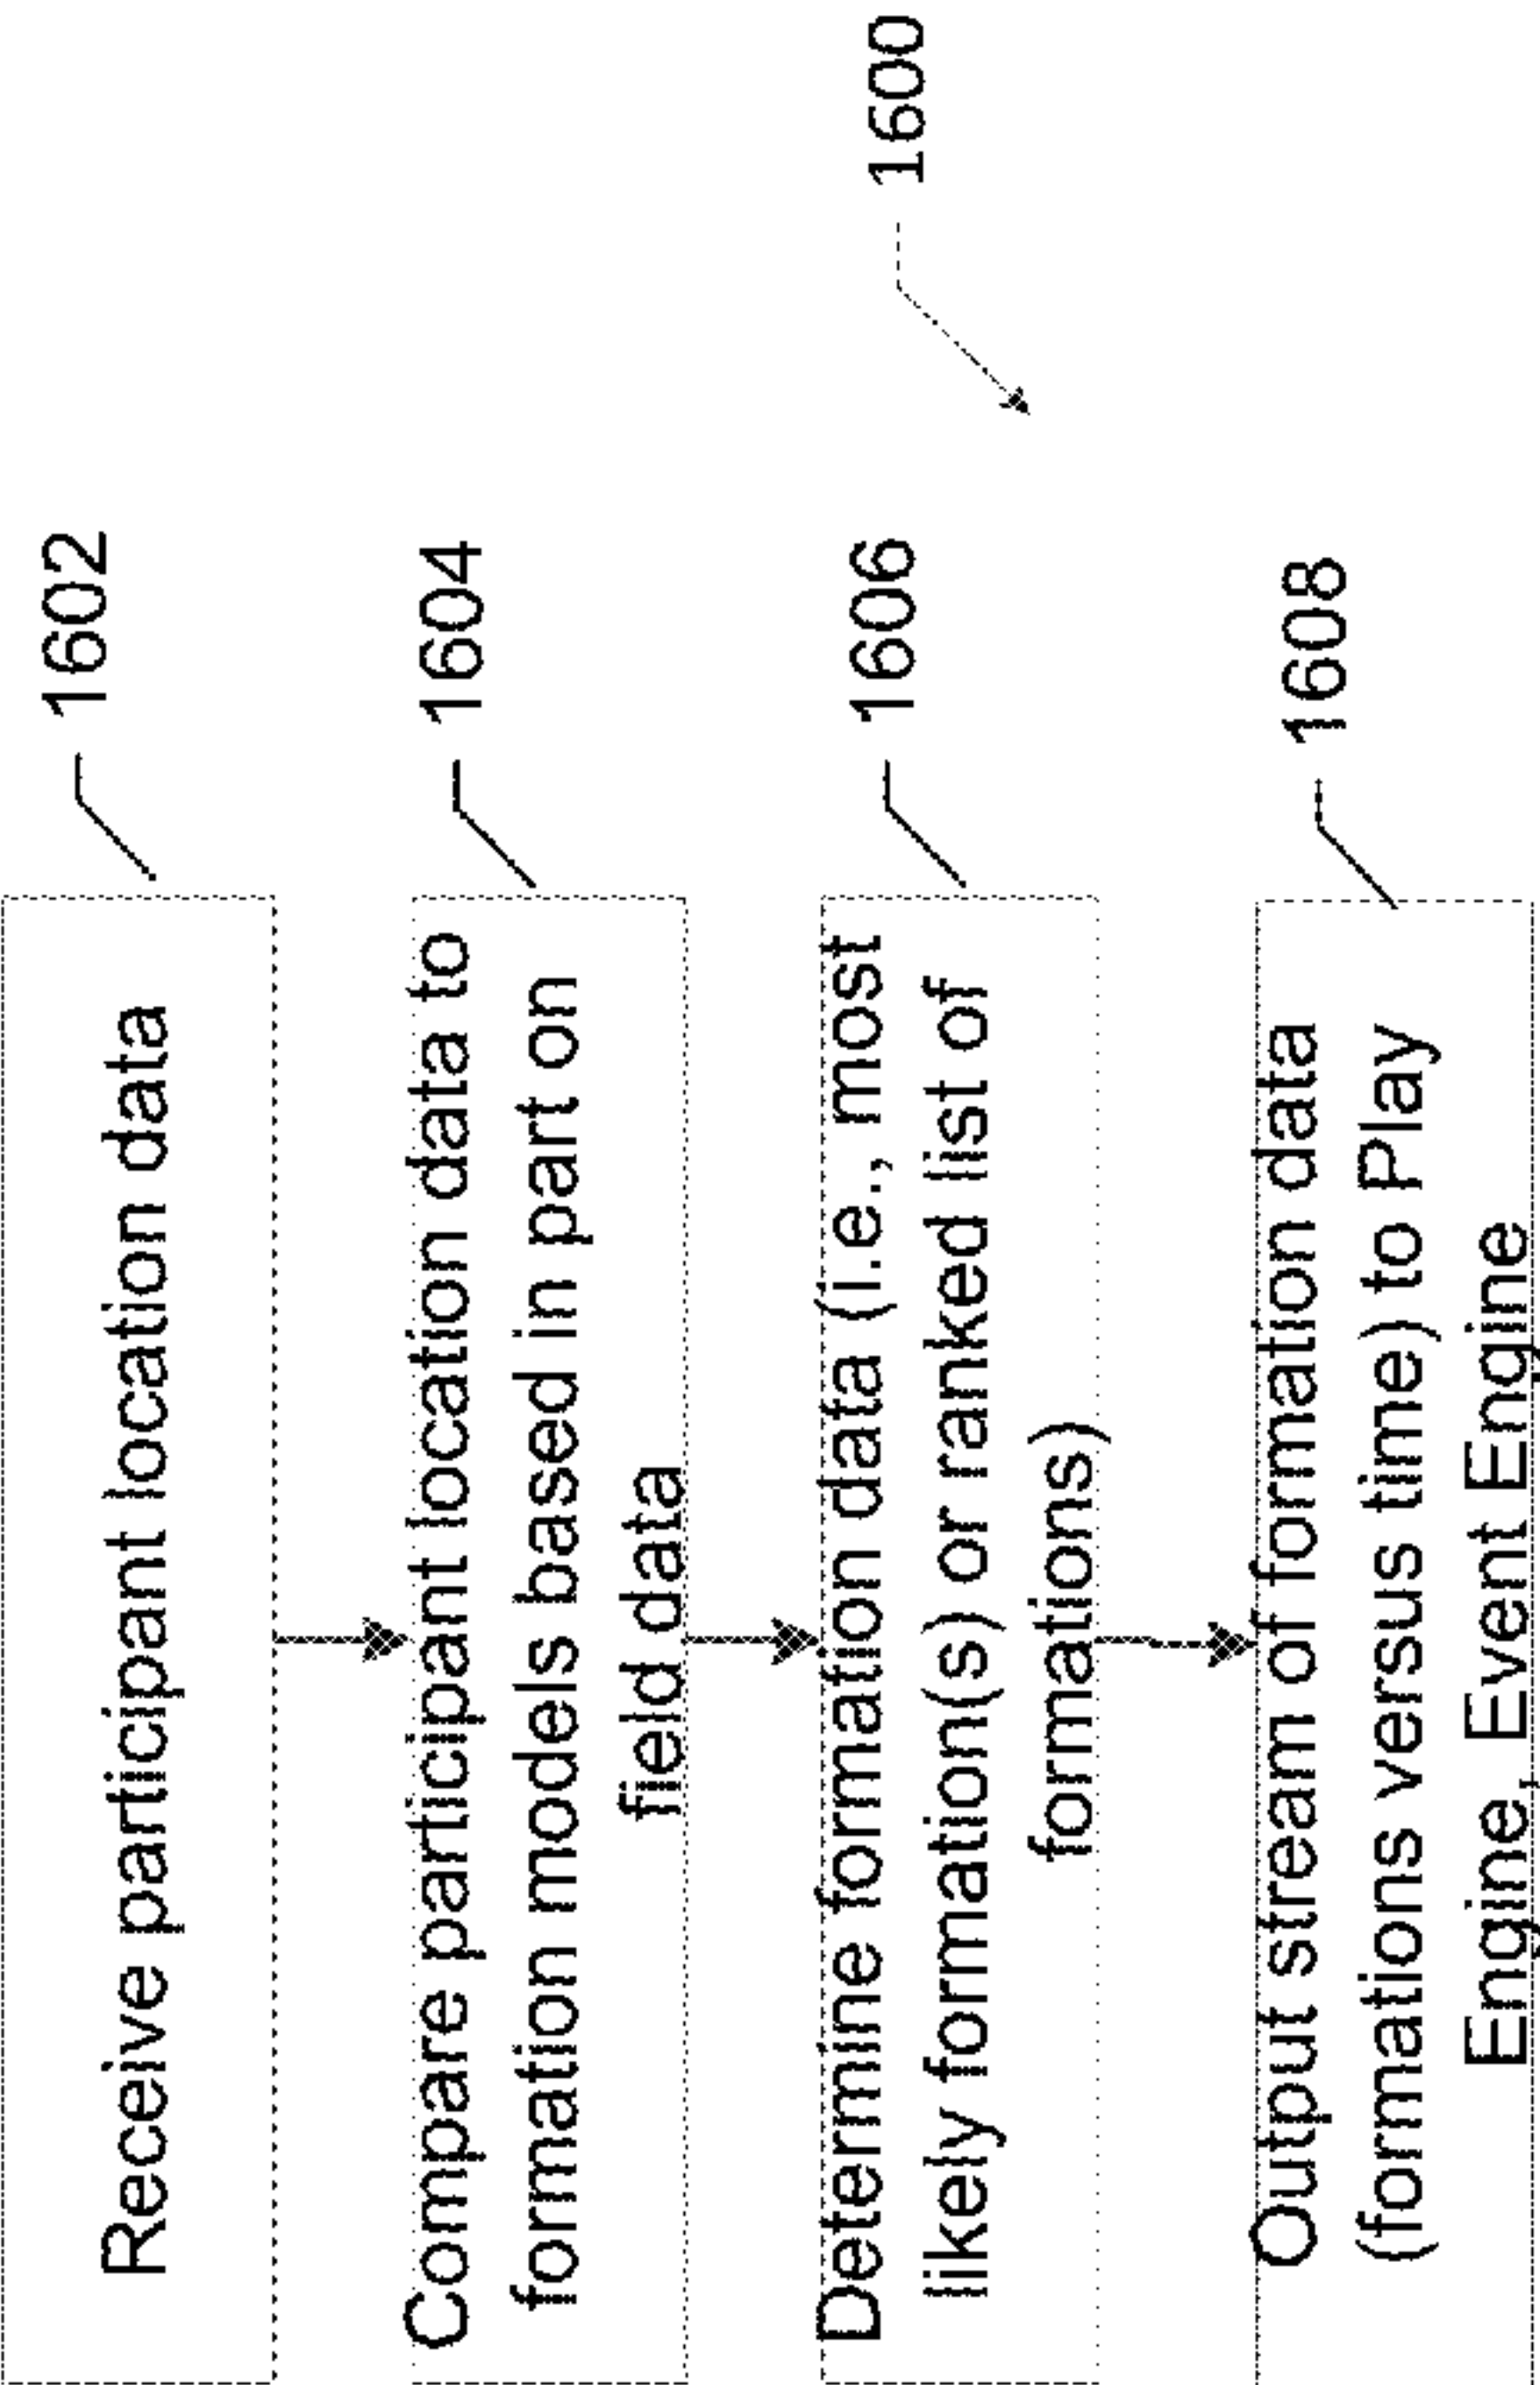 Receive participant location data
1602
Compare participant location data to
formation models based in part on
field data
1604
Determine formation data (i.e., most
likely formation(s) or ranked list of
formations)
1606
Output stream of formation data
(formations versus time) to Play
Engine, Event Engine
1608
1600